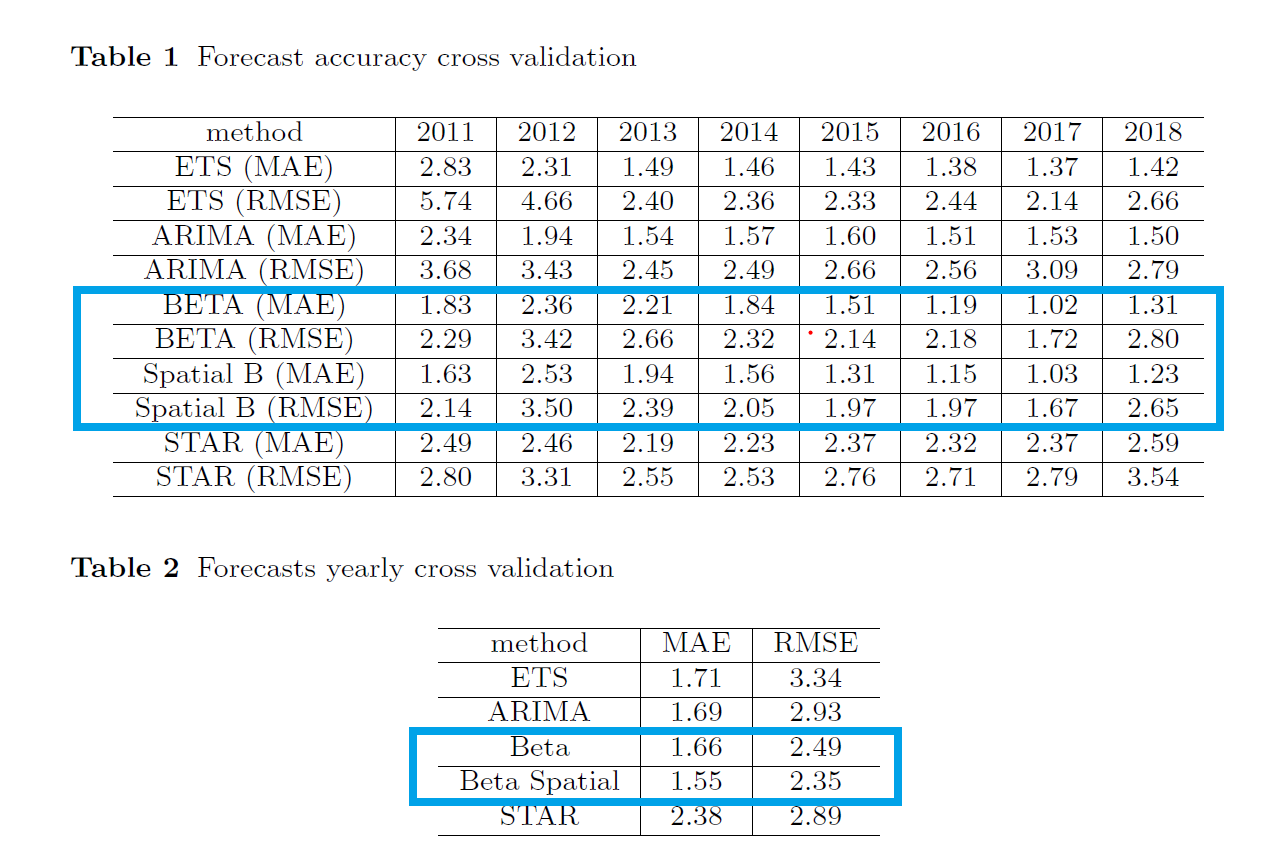 Table 1 Forecast accuracy cross validation
method 2011 2012 2013 2014 2015 2016 2017 2018
ETS (MAE) 2.83 2.31 1.49 1.46 1.43 1.38 1.37 1.42
ETS (RMSE) 5.74 4.66 2.40 2.36 2.33 2.44 2.14 2.66
ARIMA (MAE) 2.34 1.94 1.54 1.57 1.60 1.51 1.53 1.50
ARIMA (RMSE) 3.68 3.43 2.45 2.49 2.66 2.56 3.09 2.79
BETA (MAE) 1.83 2.36 2.21 1.84 1.51 1.19 1.02 1.31
BETA (RMSE) 2.29 3.42 2.66 2.32 2.14 2.18 1.72 2.80
Spatial B (MAE) 1.63 2.53 1.94 1.56 1.31 1.15 1.03 1.23
Spatial B (RMSE) 2.14 3.50 2.39 2.05 1.97 1.97 1.67 2.65
STAR (MAE) 2.49 2.46 2.19 2.23 2.37 2.32 2.37 2.59
STAR (RMSE) 2.80 3.31 2.55 2.53 2.76 2.71 2.79 3.54
Table 2 Forecasts yearly cross validation
method MAE RMSE
ETS 1.71 3.34
ARIMA 1.69 2.93
Beta 1.66 2.49
Beta Spatial 1.55 2.35
STAR 2.38 2.89